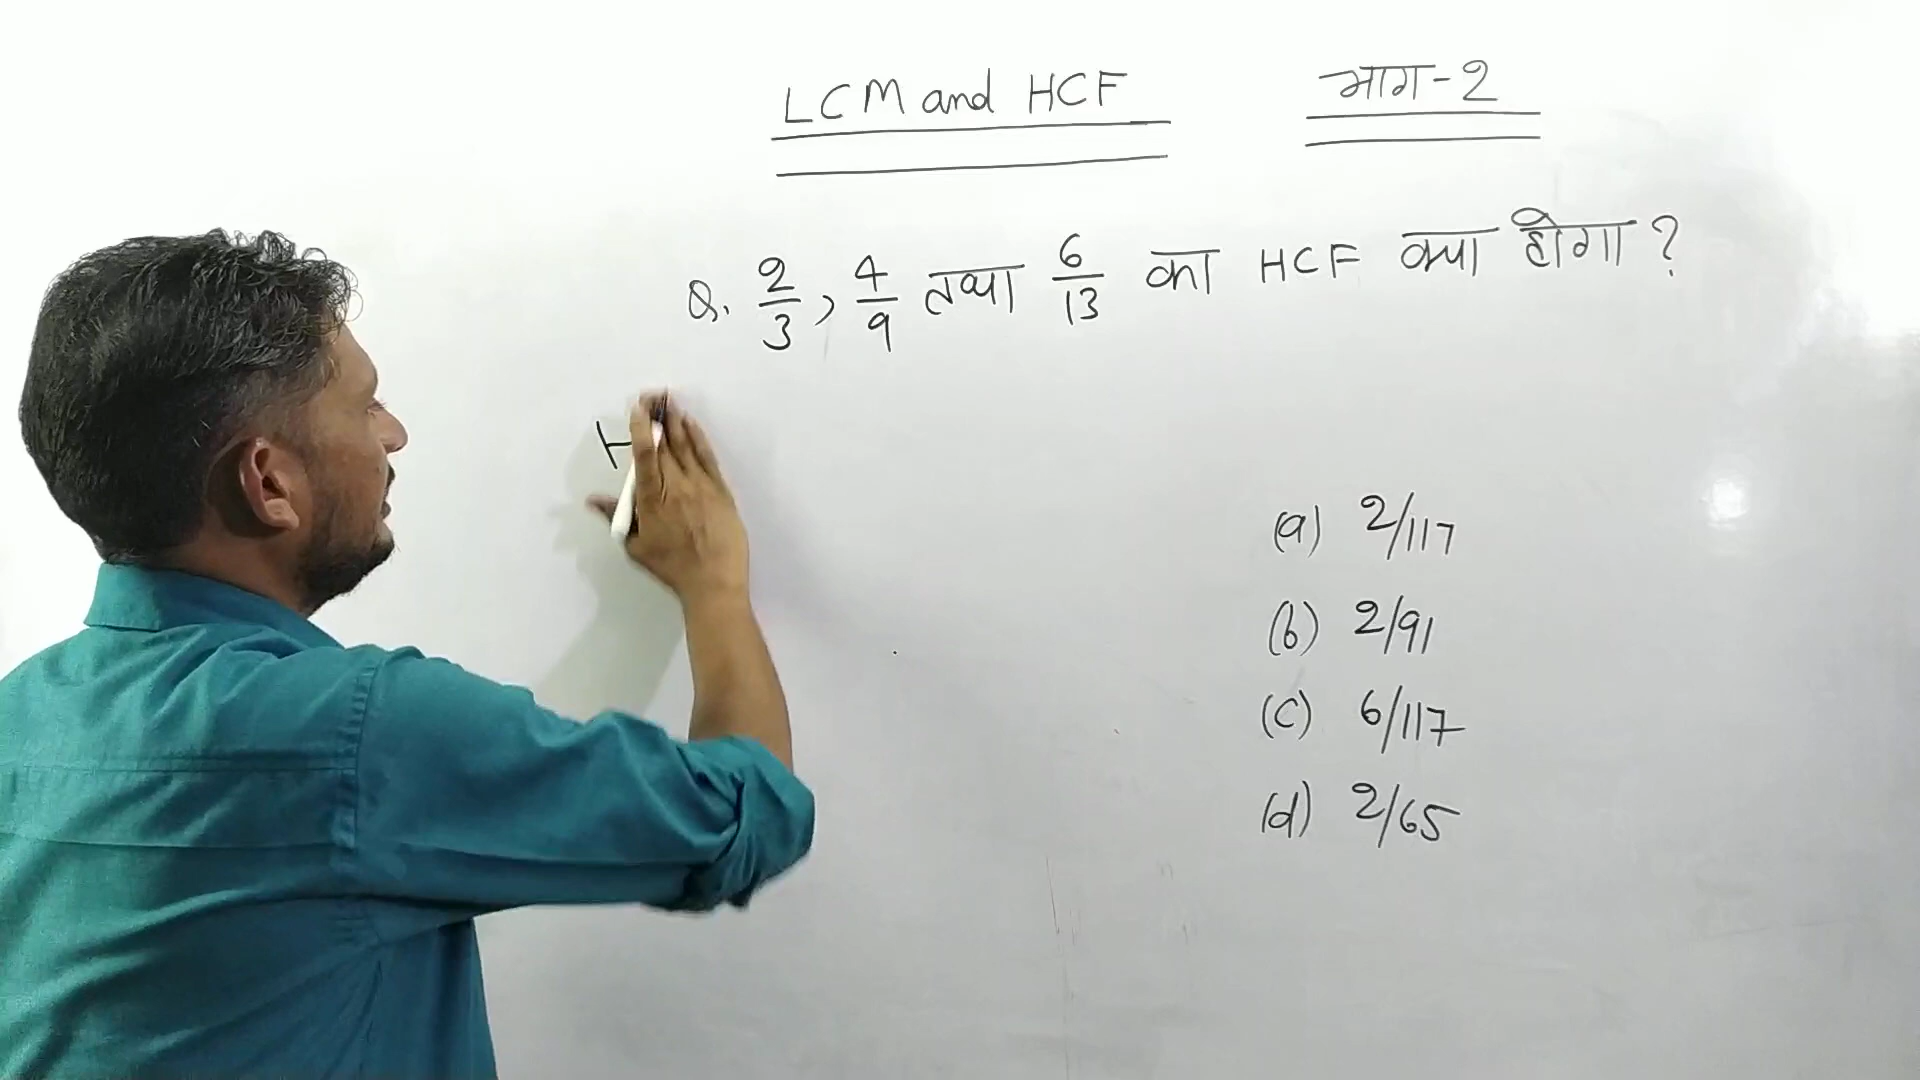 LCM and HCF भाग-2
Q. 2/3, 4/9 तथा 6/13 का HCF क्या होगा?
H
(a) 2/117
(b) 2/91
(c) 6/117
(d) 2/65